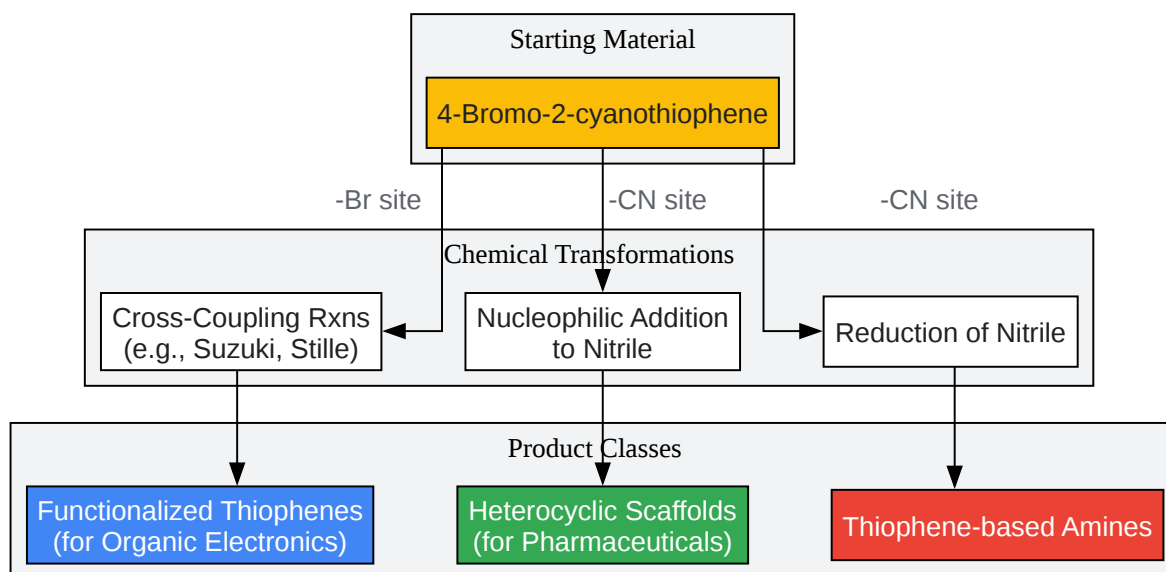 Starting Material
4-Bromo-2-cyanothiophene
-Br site
-CN site
-CN site
Chemical Transformations
Cross-Coupling Rxns
(e.g., Suzuki, Stille)
Nucleophilic Addition
to Nitrile
Reduction of Nitrile
Product Classes
Functionalized Thiophenes
(for Organic Electronics)
Heterocyclic Scaffolds
(for Pharmaceuticals)
Thiophene-based Amines